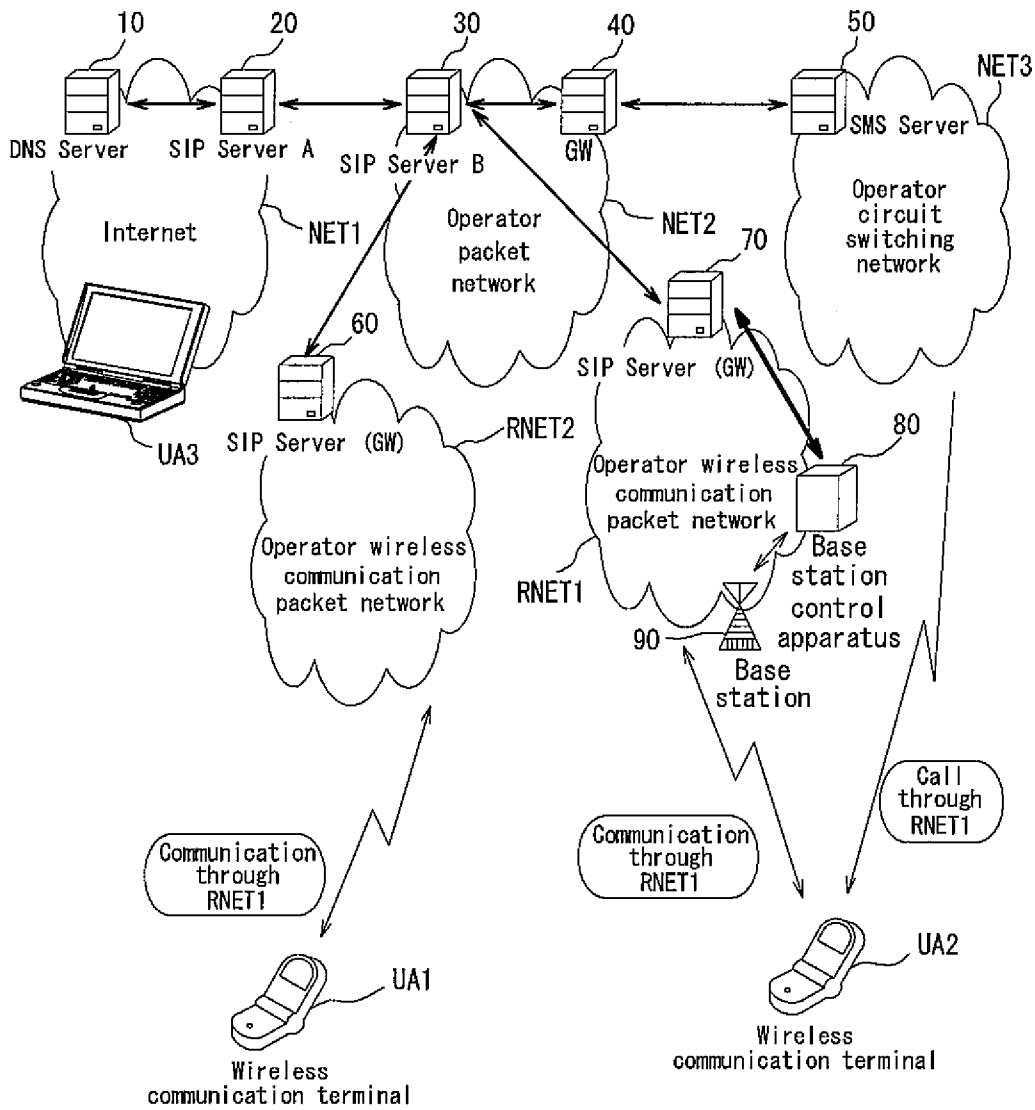 10
20
30
40
50
NET3
DNS Server
SIP Server A
SIP Server B
GW
SMS Server
Internet
NET1
Operator
packet
network
NET2
Operator
circuit
switching
network
70
60
SIP Server (GW)
UA3
SIP Server (GW)
RNET2
80
Operator wireless
communication
packet network
Operator wireless
communication
packet network
RNET1
Base
station
control
apparatus
90
Base
station
Call
through
RNET1
Communication
through
RNET1
Communication
through
RNET1
UA1
UA2
Wireless
communication terminal
Wireless
communication terminal